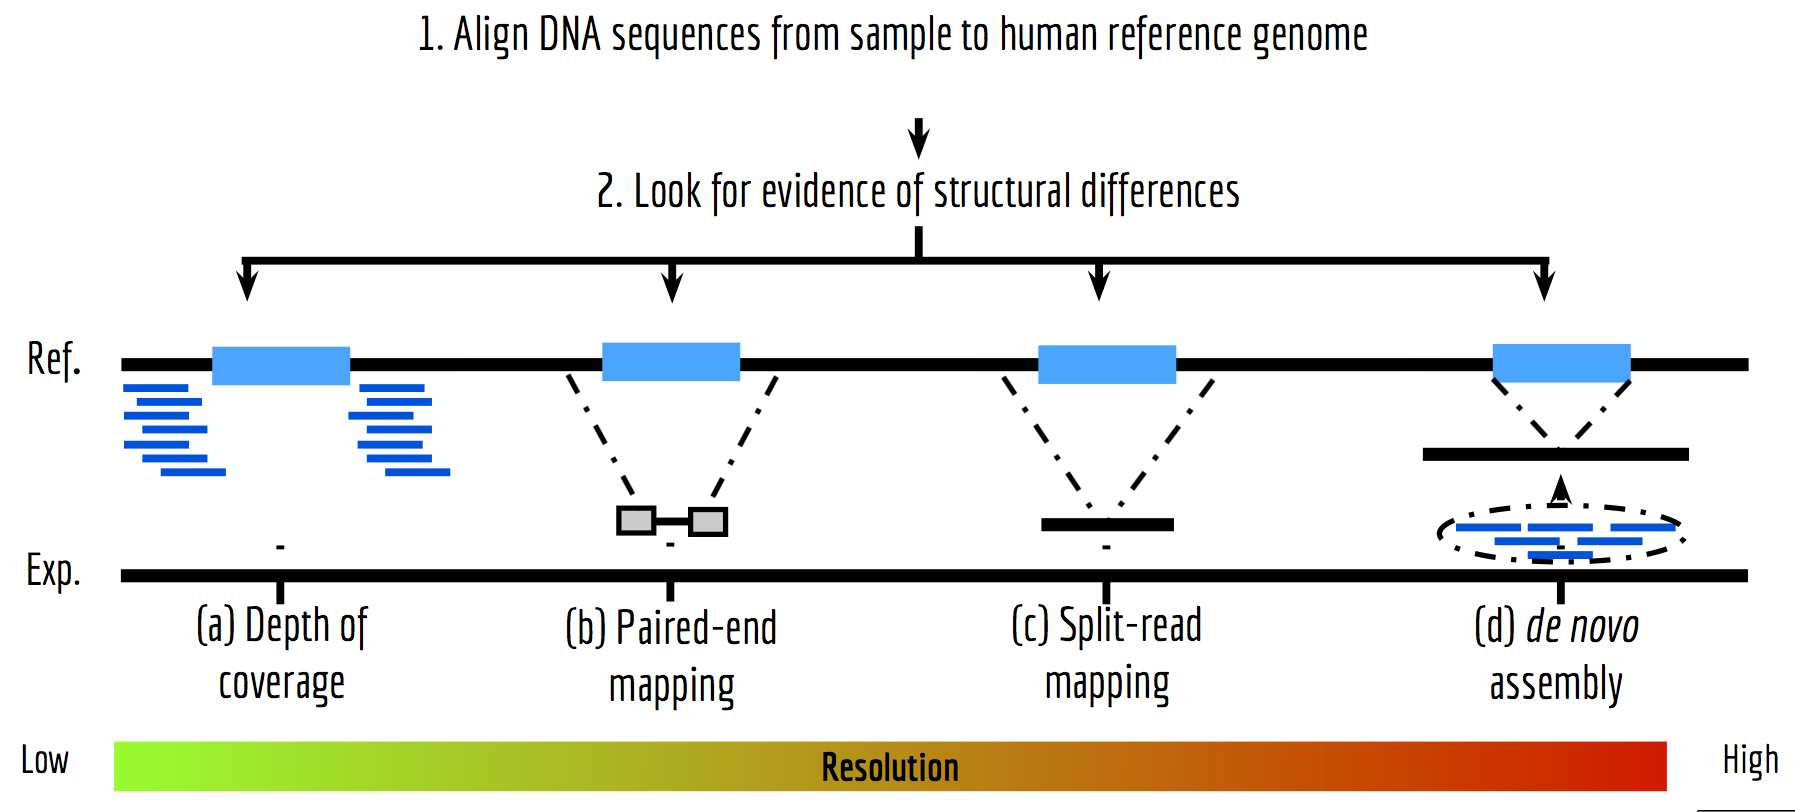 1. Align DNA sequences from sample to human reference genome
2. Look for evidence of structural differences
Ref.
Exp.
(a) Depth of
coverage
(b) Paired-end
mapping
(c) Split-read
mapping
(d) de novo
assembly
Low
Resolution
High